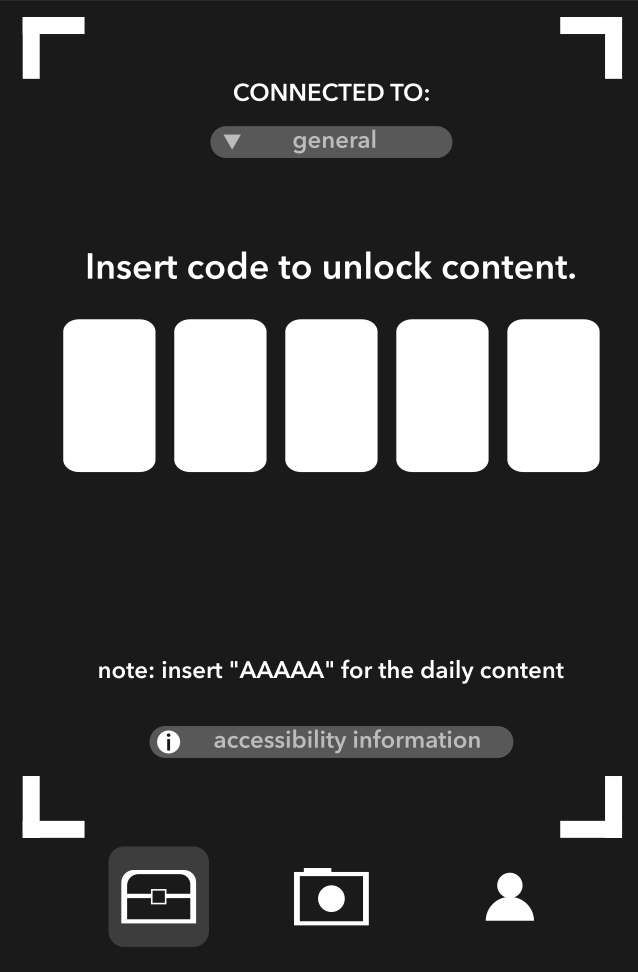 CONNECTED TO:
general
Insert code to unlock content.
note: insert "AAAAA" for the daily content
accessibility information